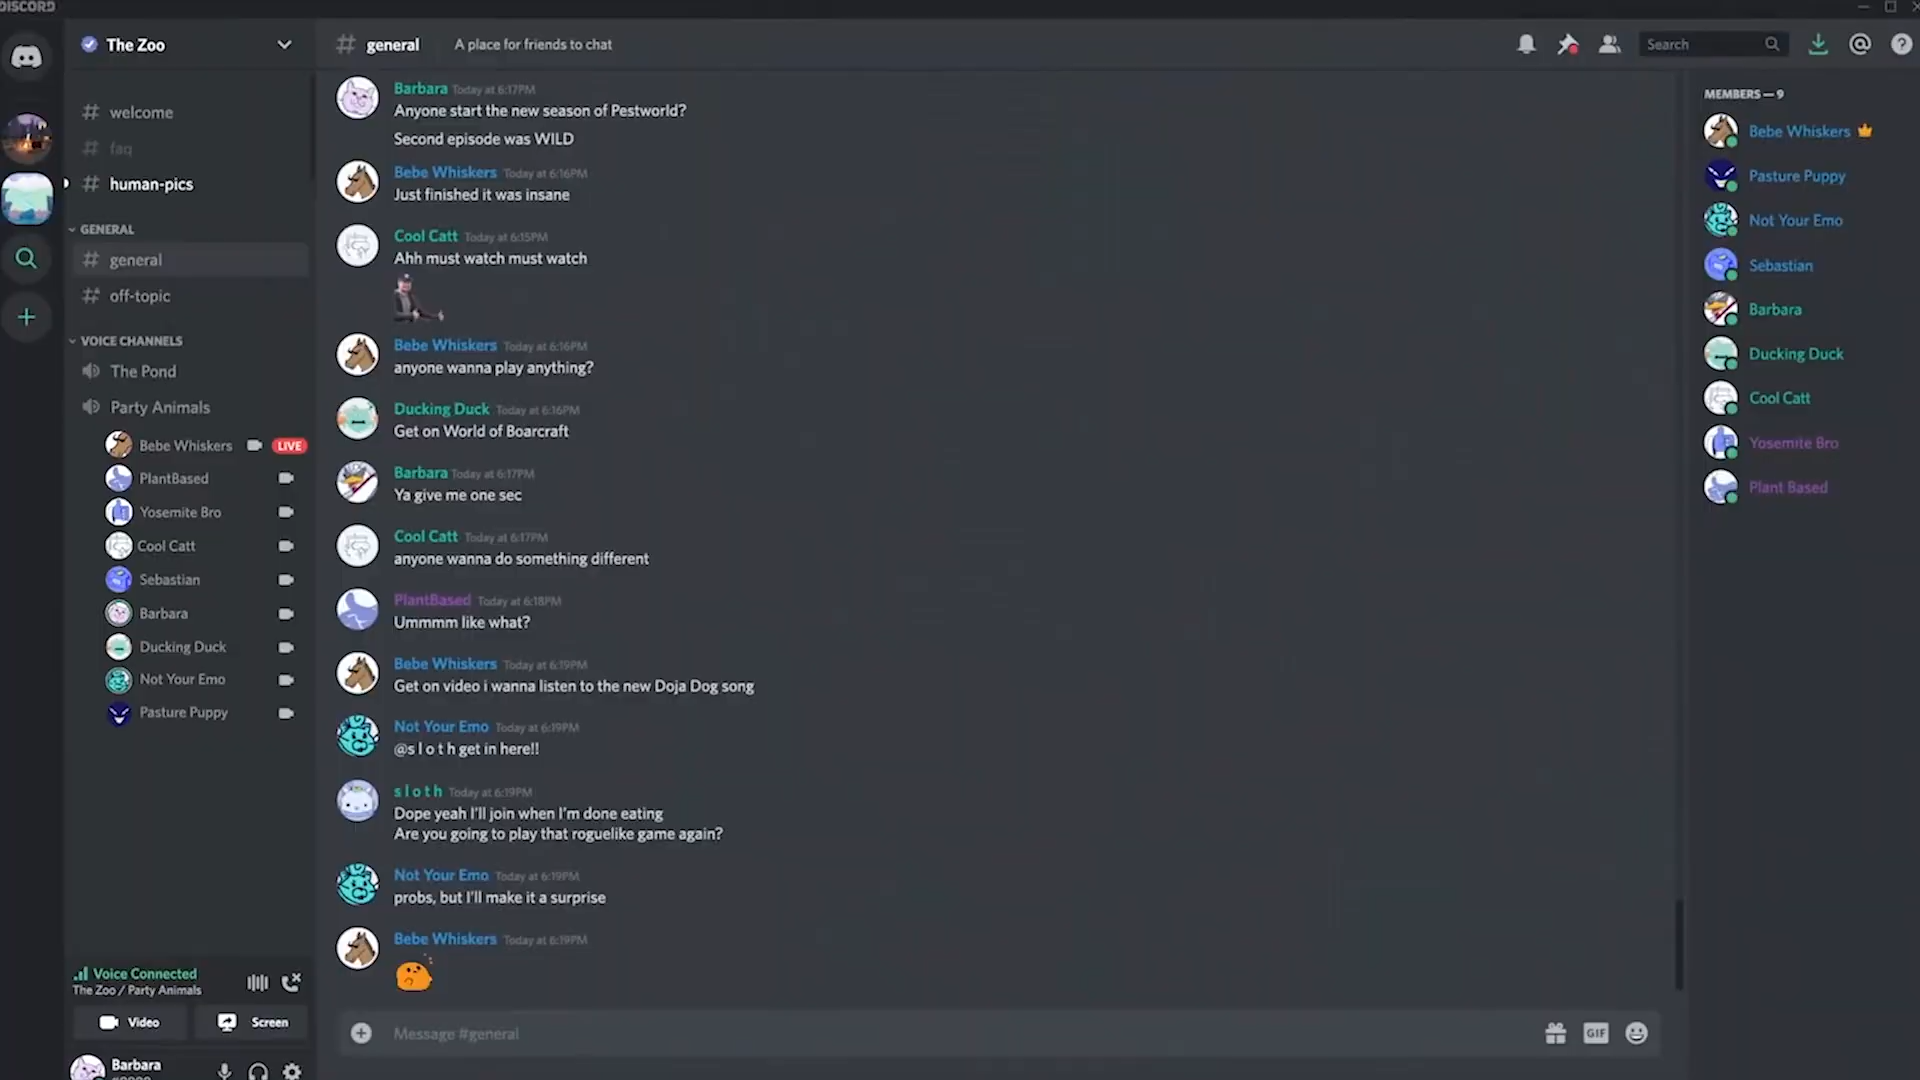 DISCORD
The Zoo
# general
A place for friends to chat
Search
# welcome
# faq
# human-pics
GENERAL
# general
# off-topic
VOICE CHANNELS
The Pond
Party Animals
Bebe Whiskers LIVE
PlantBased
Yosemite Bro
Cool Catt
Sebastian
Barbara
Ducking Duck
Not Your Emo
Pasture Puppy
Voice Connected
The Zoo / Party Animals
Video
Screen
Barbara
Barbara Today at 6:17PM
Anyone start the new season of Pestworld?
Second episode was WILD
Bebe Whiskers Today at 6:16PM
Just finished it was insane
Cool Catt Today at 6:15PM
Ahh must watch must watch
Bebe Whiskers Today at 6:16PM
anyone wanna play anything?
Ducking Duck Today at 6:16PM
Get on World of Boarcraft
Barbara Today at 6:17PM
Ya give me one sec
Cool Catt Today at 6:17PM
anyone wanna do something different
PlantBased Today at 6:18PM
Ummmm like what?
Bebe Whiskers Today at 6:19PM
Get on video i wanna listen to the new Doja Dog song
Not Your Emo Today at 6:19PM
@s l o t h get in here!!
s l o t h Today at 6:19PM
Dope yeah I'll join when I'm done eating
Are you going to play that roguelike game again?
Not Your Emo Today at 6:19PM
probs, but I'll make it a surprise
Bebe Whiskers Today at 6:19PM
Message #general
GIF
MEMBERS — 9
Bebe Whiskers
Pasture Puppy
Not Your Emo
Sebastian
Barbara
Ducking Duck
Cool Catt
Yosemite Bro
Plant Based